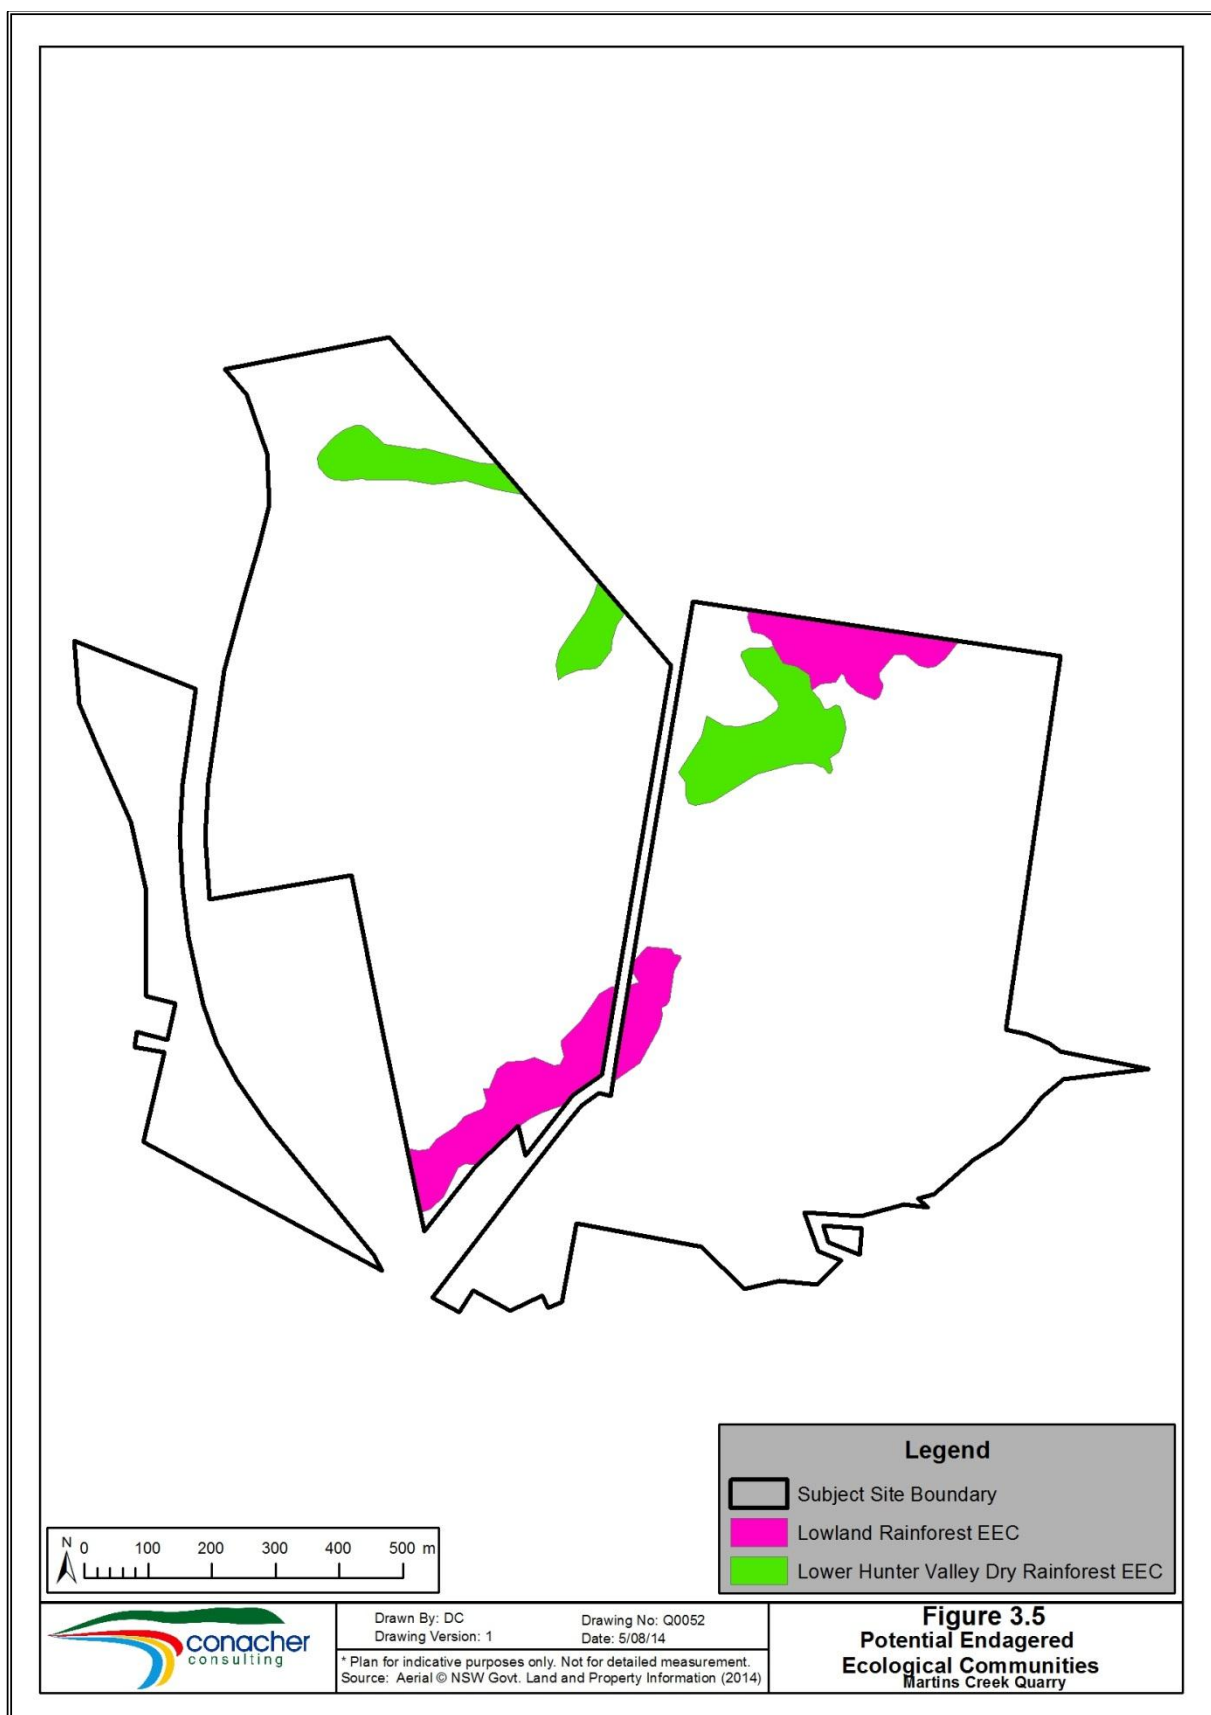 Legend
Subject Site Boundary
Lowland Rainforest EEC
Lower Hunter Valley Dry Rainforest EEC
N 0 100 200 300 400 500 m
conacher
consulting
Drawn By: DC
Drawing Version: 1
Drawing No: Q0052
Date: 5/08/14
* Plan for indicative purposes only. Not for detailed measurement.
Source: Aerial © NSW Govt. Land and Property Information (2014)
Figure 3.5
Potential Endagered
Ecological Communities
Martins Creek Quarry